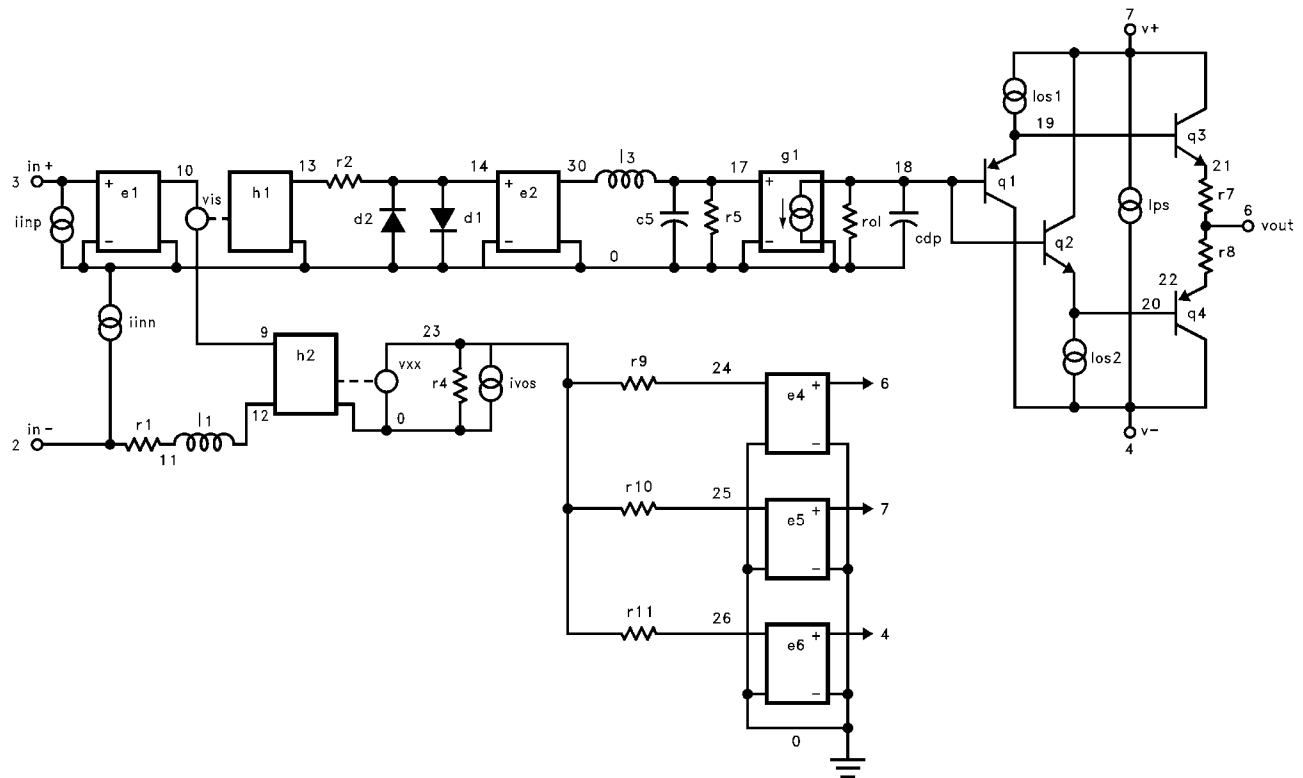 7
v+
Ios1
19
q3
in+
10
13
r2
14
30
l3
17
g1
18
21
3
+
e1
vis
h1
+
e2
+
q1
Ips
r7
6
iinp
d2
d1
c5
r5
rol
cdp
vout
−
−
0
−
q2
r8
22
iinn
20
q4
9
h2
23
vxx
r4
ivos
r9
24
+
e4
6
Ios2
12
0
−
v−
4
in−
2
r1
l1
11
r10
25
+
e5
7
−
r11
26
+
e6
4
−
0